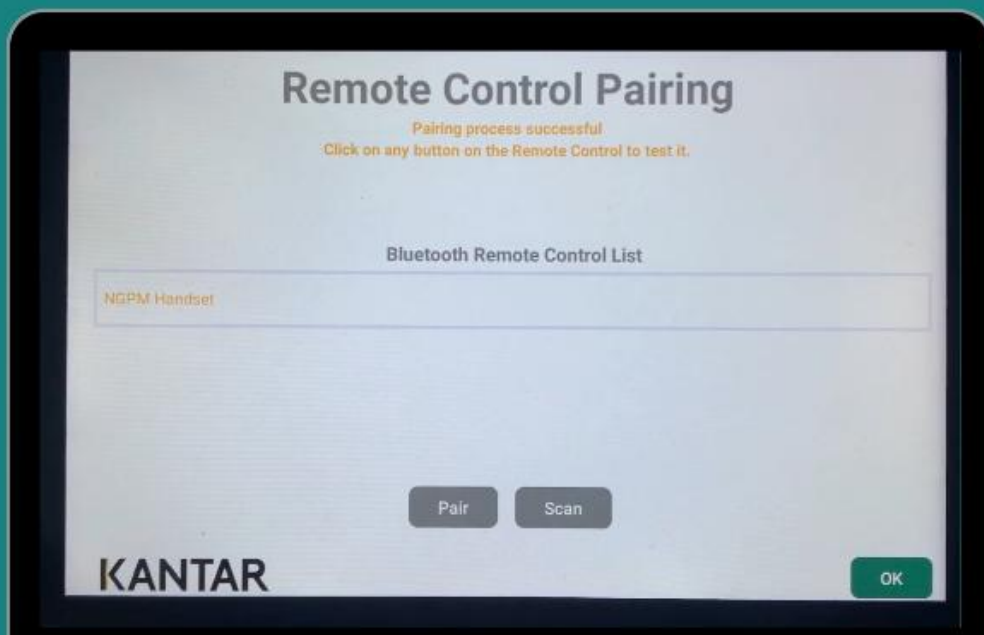 Remote Control Pairing
Pairing process successful
Click on any button on the Remote Control to test it.
Bluetooth Remote Control List
NGPM Handset
Pair
Scan
KANTAR
OK